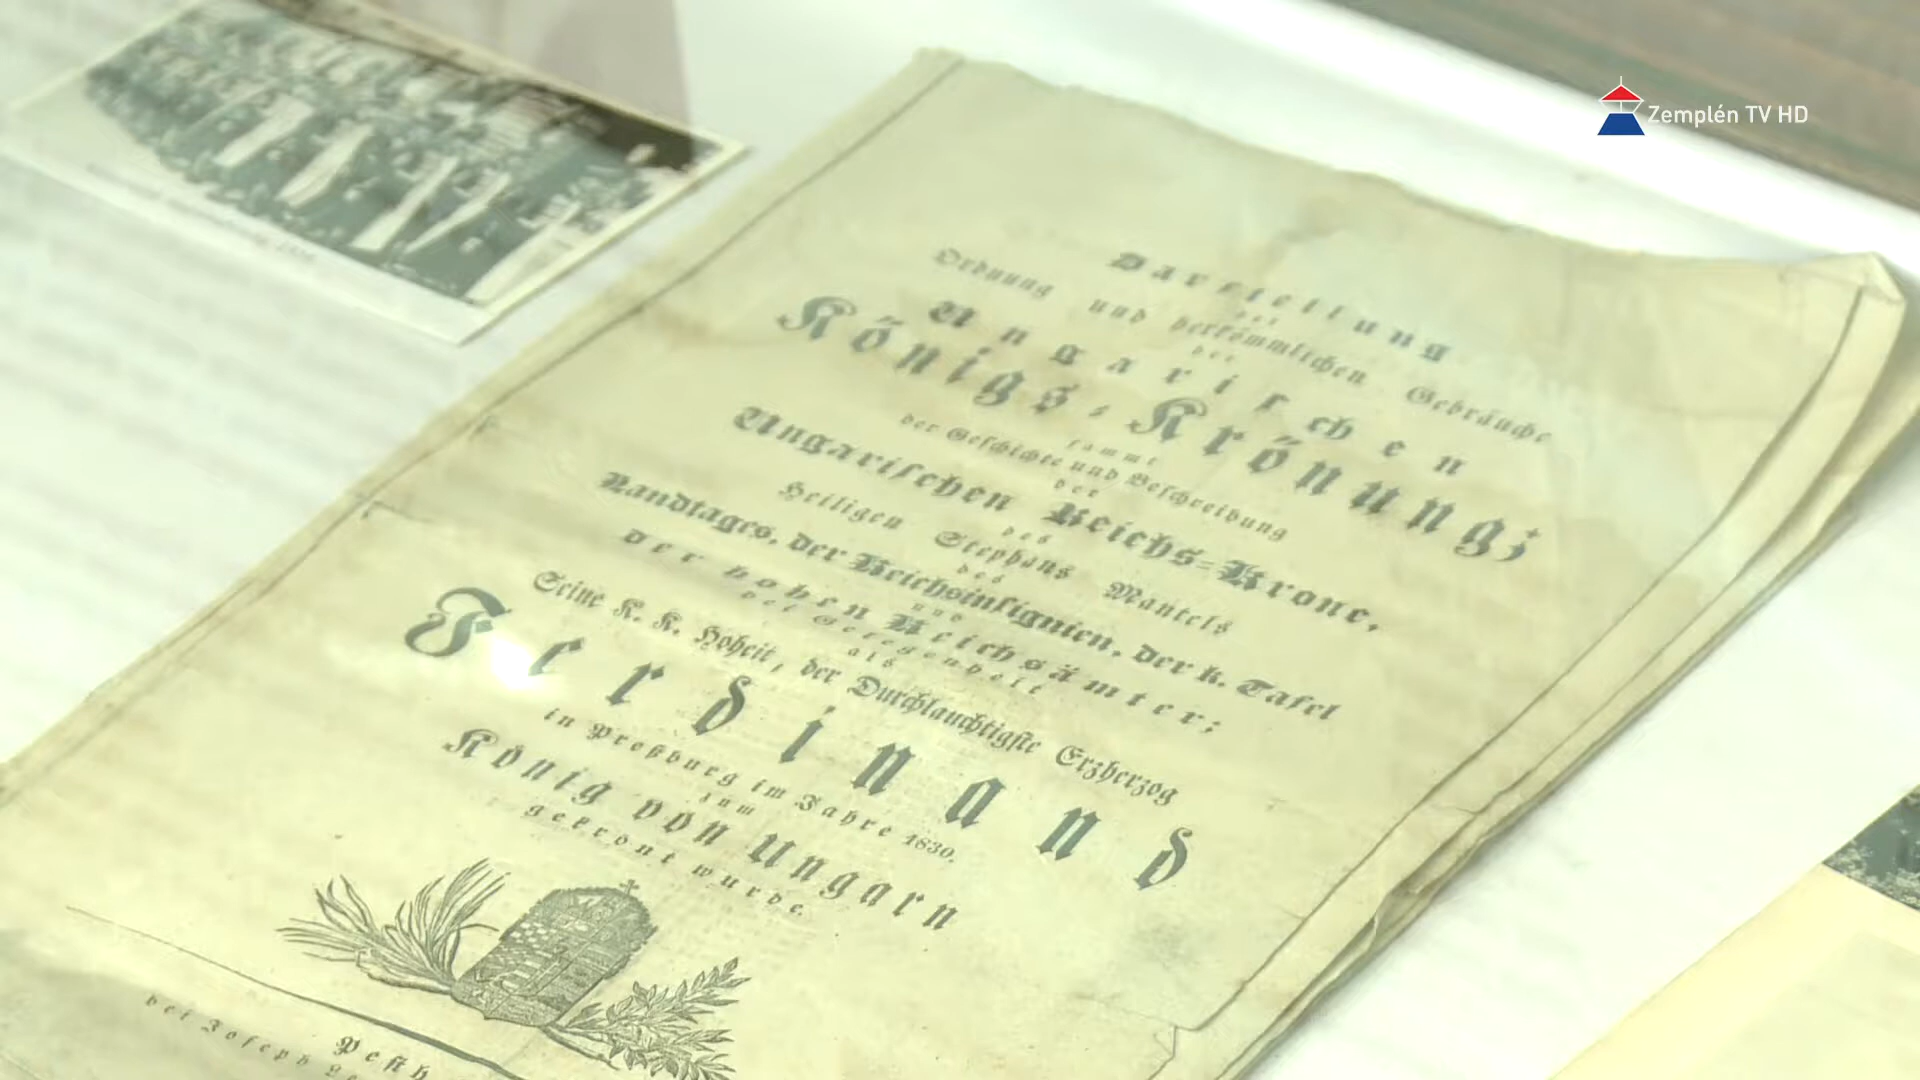 Zemplén TV HD
Darstellung
der
Ordnung und herkömmlichen Gebräuche
der
Ungarischen
Königs-Krönung;
sammt
der Geschichte und Beschreibung
der
Ungarischen Reichs-Krone,
des
Heiligen Stephans Mantels
des
Landtages, der Reichsinsignien, der k. Tafel
und
der hohen Reichsämter;
bei Gelegenheit
als
Seine K. K. Hoheit, der Durchlauchtigste Erzherzog
Ferdinand
in Preßburg im Jahre 1830.
zum
König von Ungarn
gekrönt wurde.
Pesth
bei Joseph